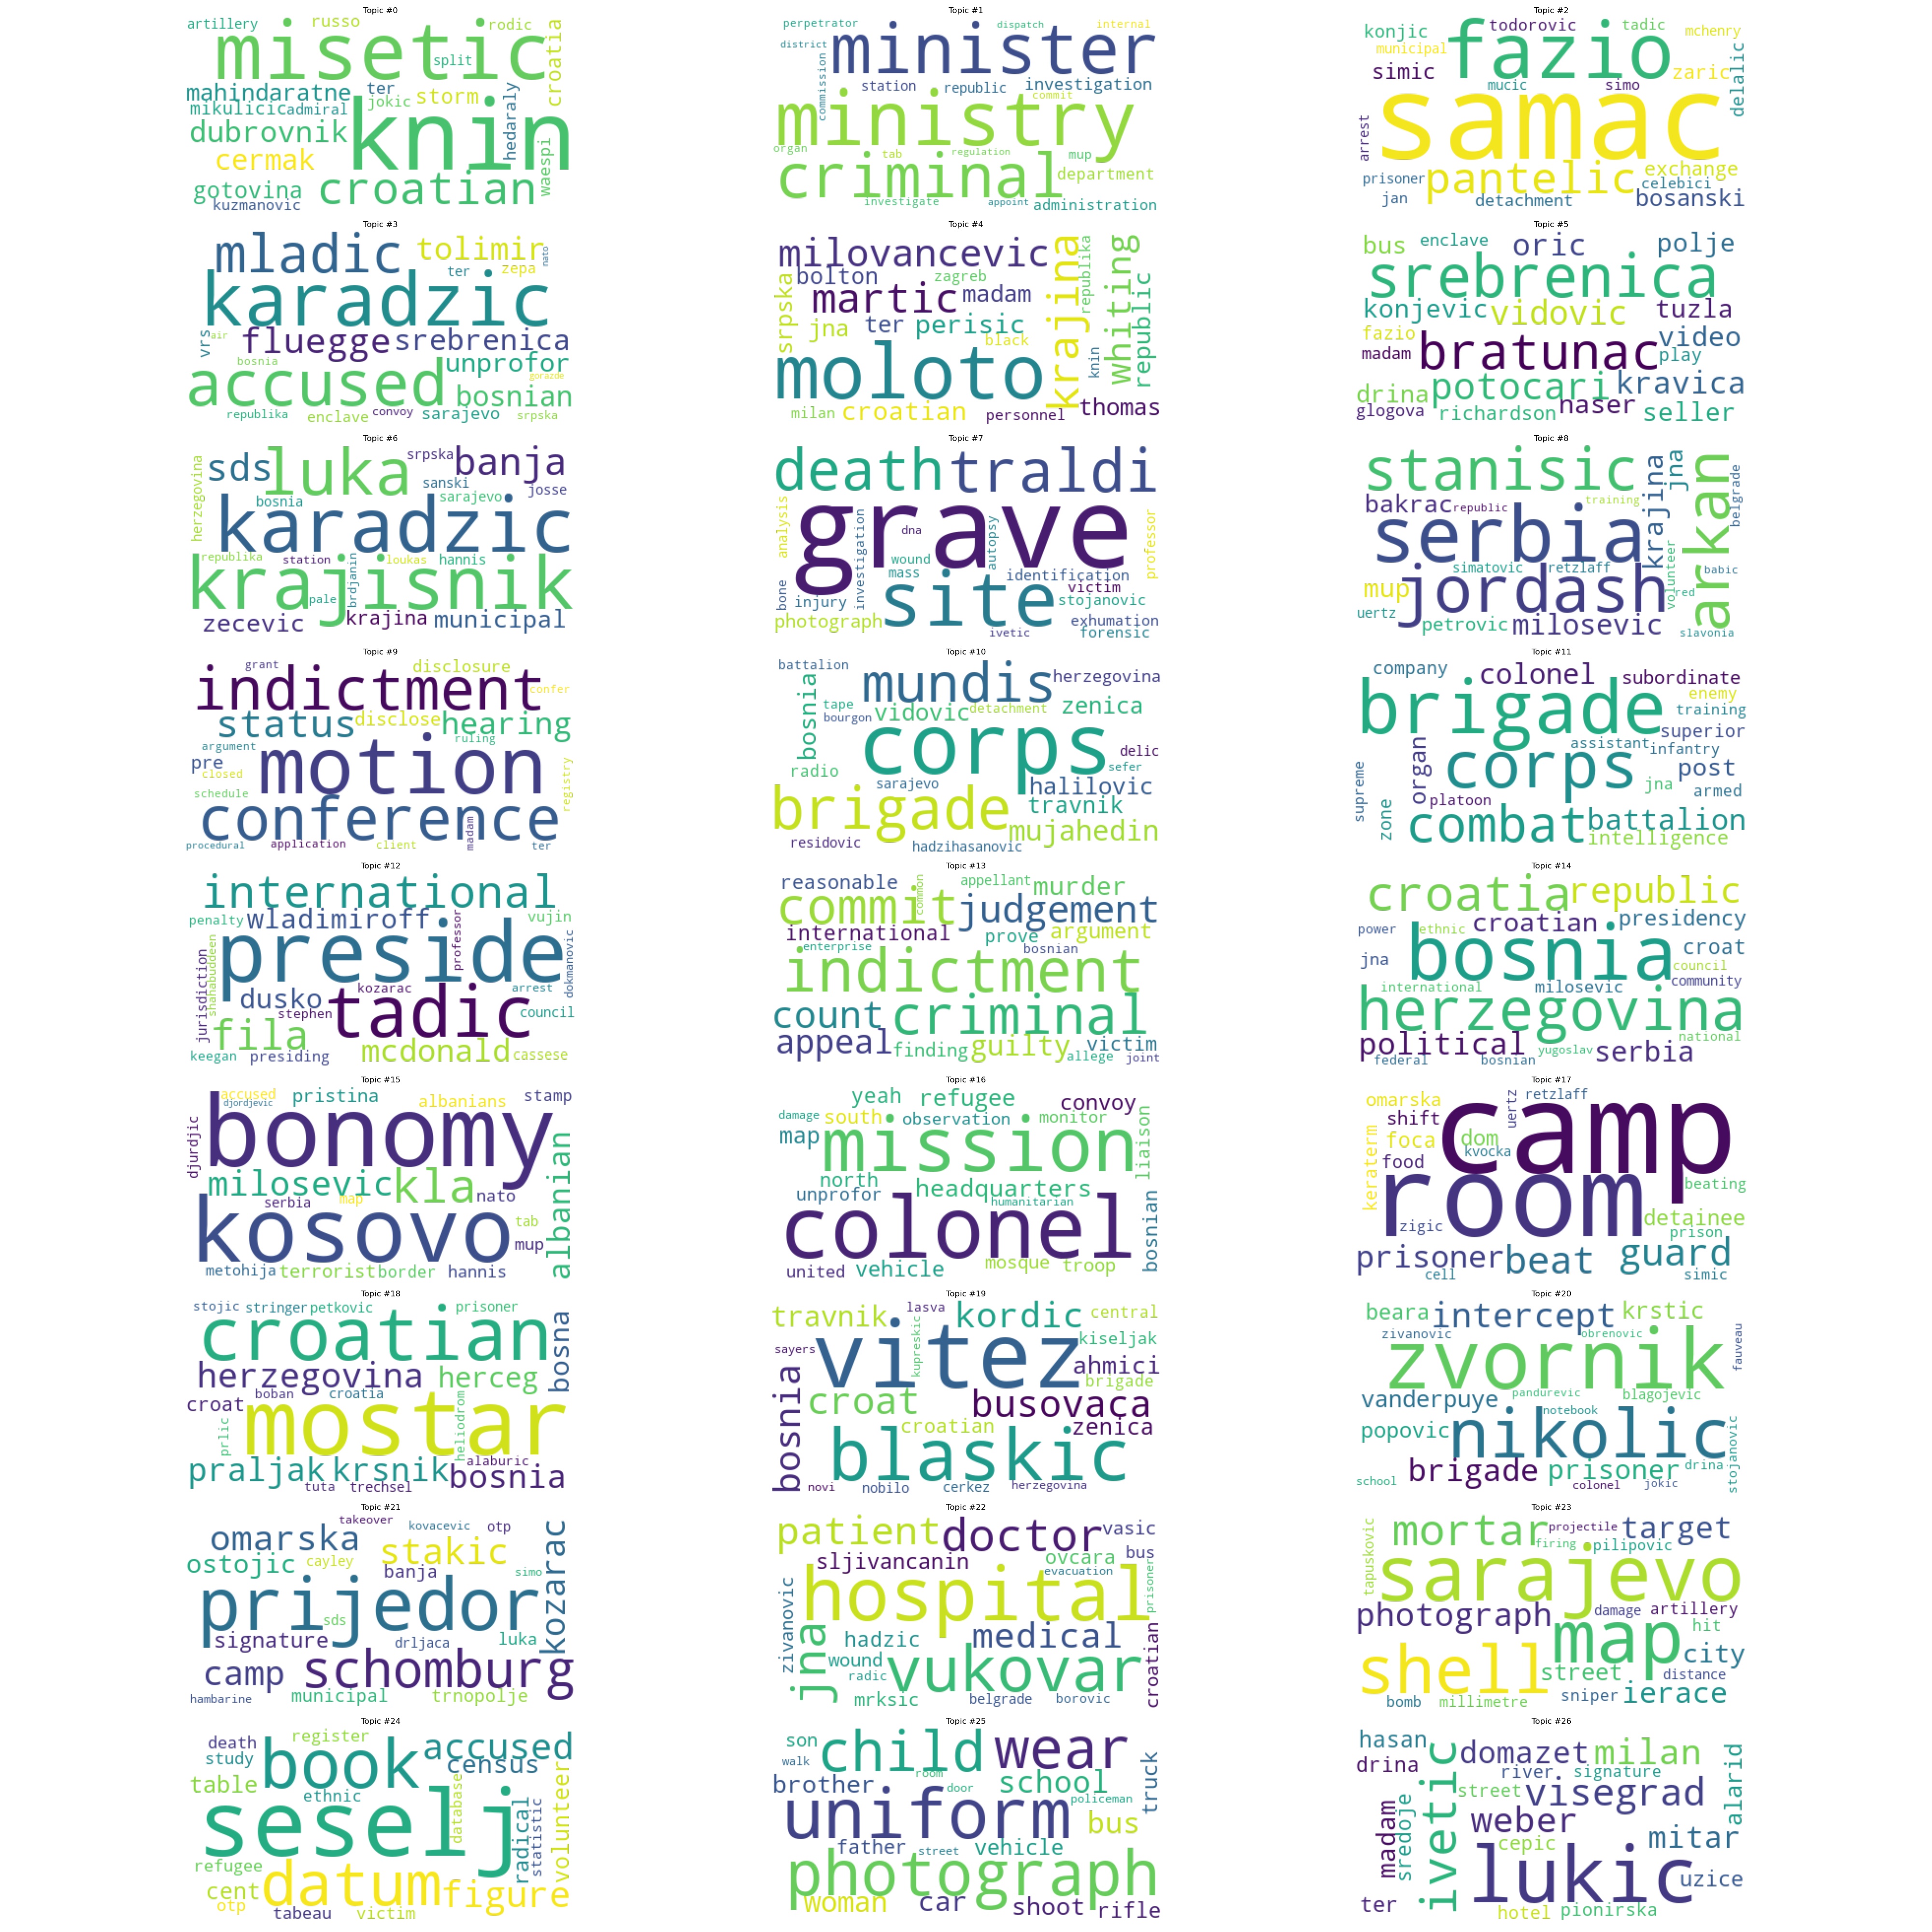 Topic #0
artillery russo rodic
misetic
split
croatia
mahindaratne ter
mikulicic admiral jokic storm
dubrovnik knin hedaraly
cermak
waespi
gotovina croatian
kuzmanovic
Topic #1
perpetrator dispatch internal
district minister
commission
station republic investigation
commit
ministry
organ tab regulation mup
criminal department
investigate appoint administration
Topic #2
konjic todorovic tadic mchenry
municipal fazio
simic zaric delalic
mucic simo
samac
arrest
prisoner pantelic exchange
celebici
jan detachment bosanski
Topic #3
mladic tolimir nato
ter zepa
karadzic
vrs air
fluegge srebrenica
bosnia unprofor
accused gorazde
bosnian
republika enclave convoy sarajevo srpska
Topic #4
milovancevic krajina republika whiting
bolton zagreb
srpska martic madam republic
jna ter perisic
black
moloto knin
milan croatian personnel thomas
Topic #5
bus enclave oric polje
srebrenica
konjevic vidovic tuzla
fazio video
madam bratunac play
drina potocari kravica
glogova richardson naser seller
Topic #6
herzegovina sds luka srpska banja
sanski josse
bosnia sarajevo
karadzic
republika station loukas hannis
krajisnik
pale brdjanin
zecevic krajina municipal
Topic #7
death traldi
analysis grave professor
investigation dna autopsy
wound
mass identification
bone victim
injury site stojanovic
photograph exhumation
ivetic forensic
Topic #8
stanisic krajina jna arkan belgrade
bakrac republic training
serbia
simatovic retzlaff volunteer babic
mup jordash red
uertz
petrovic milosevic slavonia
Topic #9
grant disclosure
indictment confer
status disclose hearing
argument ruling
pre motion
closed
schedule registry
conference
madam
procedural application client ter
Topic #10
battalion mundis herzegovina
bosnia tape vidovic detachment zenica
bourgon
corps delic
radio sefer
sarajevo halilovic
brigade travnik
mujahedin
residovic hadzihasanovic
Topic #11
company colonel subordinate
brigade enemy
training
superior
organ assistant infantry
corps post
supreme platoon jna armed
zone combat battalion
intelligence
Topic #12
international
penalty wladimiroff professor vujin
preside
jurisdiction shahabuddeen dokmanovic
kozarac arrest
dusko
stephen tadic council
fila
keegan presiding mcdonald cassese
Topic #13
reasonable common appellant murder
commit judgement
international prove argument
enterprise bosnian
indictment
count criminal
appeal finding guilty victim
allege joint
Topic #14
croatia republic
power ethnic croatian presidency
bosnia croat
jna council
international milosevic community
herzegovina
political national
yugoslav serbia
federal bosnian
Topic #15
accused pristina albanians stamp
djordjevic
djurdjic bonomy
milosevic kla albanian
serbia map nato
kosovo tab
mup
metohija terrorist border hannis
Topic #16
yeah refugee convoy
damage south observation monitor liaison
map mission
north
unprofor headquarters
humanitarian
colonel bosnian
mosque troop
united vehicle
Topic #17
omarska uertz retzlaff
shift camp
foca dom
kvocka
keraterm food beating
room
zigic detainee
prison
prisoner beat guard
cell simic
Topic #18
stojic stringer petkovic prisoner
croatian bosna
herzegovina herceg
boban croatia
croat mostar
prlic heliodrom
alaburic
praljak krsnik bosnia
tuta trechsel
Topic #19
travnik lasva kordic central
sayers vitez kiseljak
kupreskic ahmici
brigade
bosnia croat busovaca
croatian zenica
blaskic
novi nobilo cerkez herzegovina
Topic #20
beara intercept krstic
zivanovic obrenovic fauveau
zvornik
vanderpuye pandurevic blagojevic
notebook
popovic nikolic stojanovic
brigade prisoner drina
school colonel jokic
Topic #21
takeover kovacevic otp
omarska stakic kozarac
ostojic cayley
banja simo
prijedor
sds
signature drljaca luka
camp schomburg
hambarine municipal trnopolje
Topic #22
patient doctor vasic
sljivancanin ovcara bus
evacuation
hospital prisoner
zivanovic jna hadzic medical
wound
radic vukovar croatian
mrksic belgrade borovic
Topic #23
tapuskovic mortar projectile target
firing pilipovic
sarajevo
photograph damage artillery
map hit
city
shell street distance
bomb millimetre sniper ierace
Topic #24
death register
study book accused
census
table ethnic
seselj database radical statistic volunteer
refugee
cent datum figure
otp
tabeau victim
Topic #25
son child wear
walk
room truck
brother door school
policeman
uniform bus
father street vehicle
photograph
woman car shoot rifle
Topic #26
hasan ivetic domazet milan alarid
drina river signature
street visegrad
madam sredoje weber
cepic mitar
lukic uzice
ter hotel pionirska